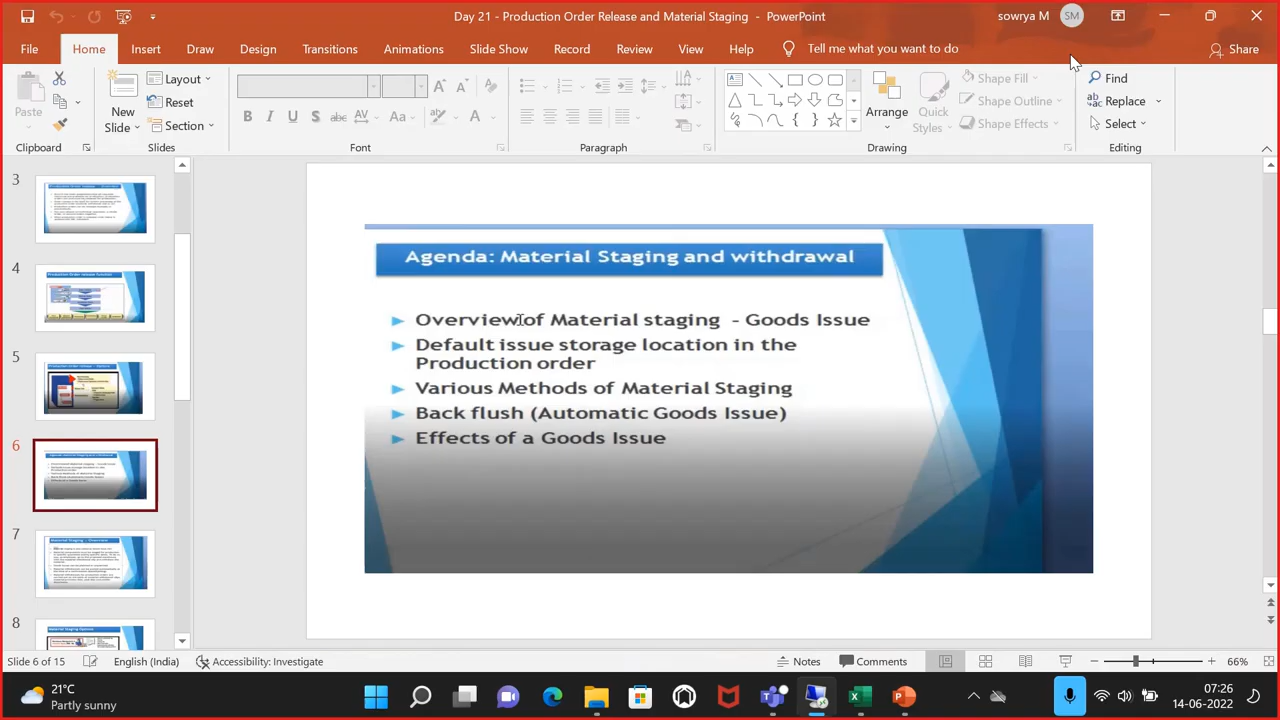 Day 21 - Production Order Release and Material Staging - PowerPoint
sowrya M
SM
File Home Insert Draw Design Transitions Animations Slide Show Record Review View Help Tell me what you want to do Share
Paste
New Slide
Layout
Reset
Section
Shape Fill
Shape Outline
Shape Effects
Arrange
Quick Styles
Find
Replace
Select
Clipboard Slides Font Paragraph Drawing Editing
3
4
5
6
7
Material Staging - Overview
8
Material Staging Options
Agenda: Material Staging and withdrawal
Overview of Material staging - Goods Issue
Default issue storage location in the
Production order
Various Methods of Material Staging
Back flush (Automatic Goods Issue)
Effects of a Goods Issue
Slide 6 of 15 English (India) Accessibility: Investigate Notes Comments 66%
21°C
Partly sunny
07:26
14-06-2022